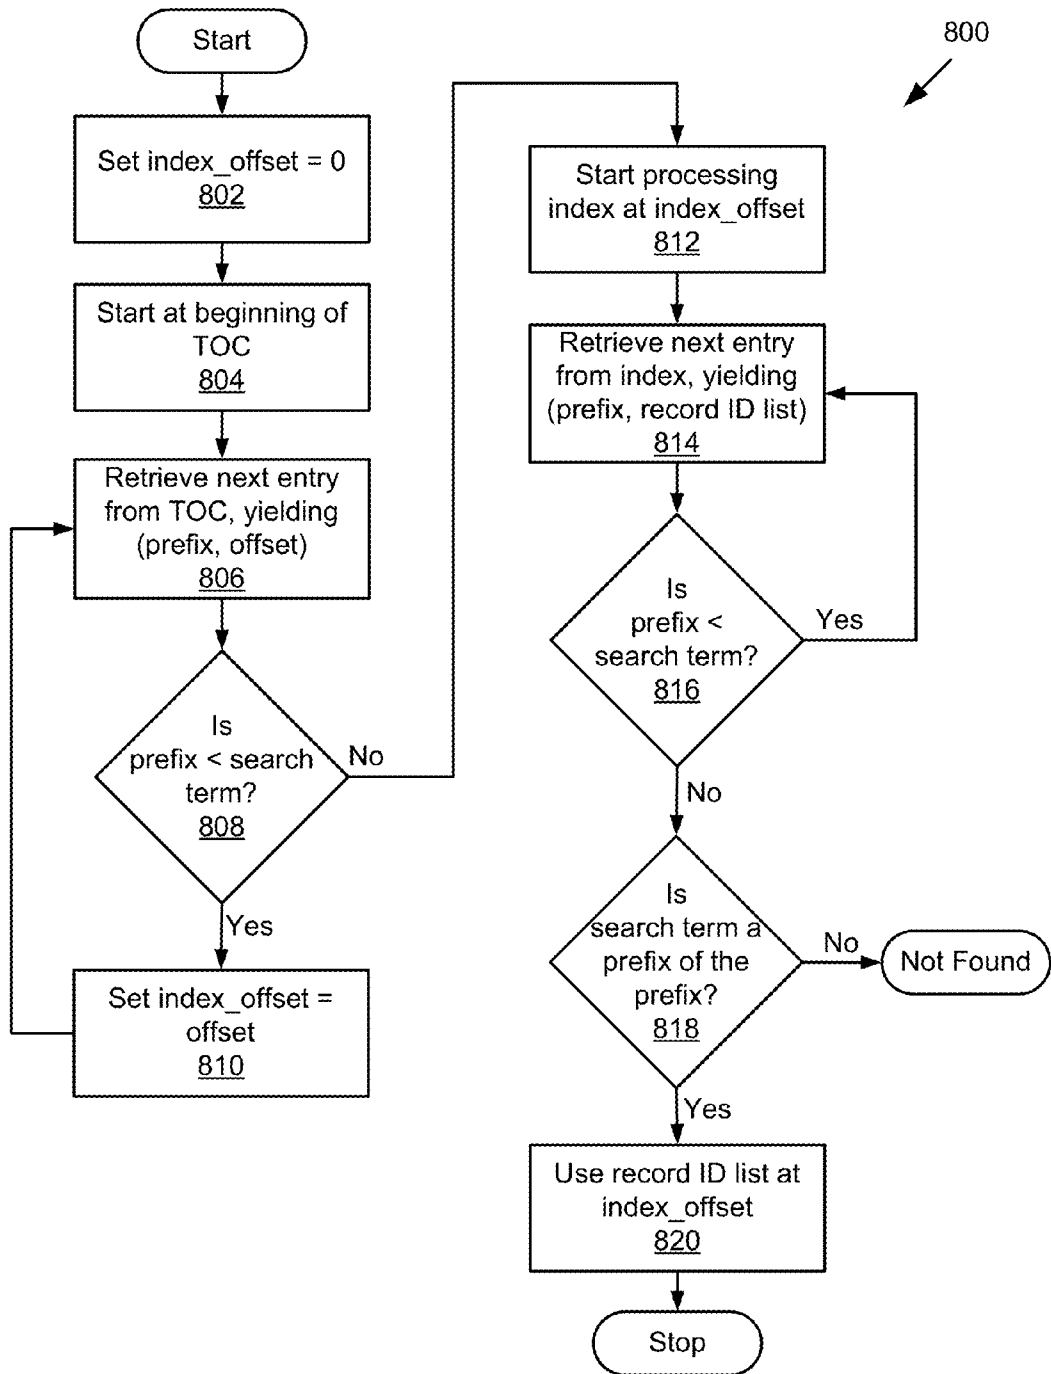 Start
800
Set index_offset = 0
802
Start at beginning of
TOC
804
Retrieve next entry
from TOC, yielding
(prefix, offset)
806
Is
prefix < search
term?
808
No
Yes
Set index_offset =
offset
810
Start processing
index at index_offset
812
Retrieve next entry
from index, yielding
(prefix, record ID list)
814
Is
prefix <
search term?
816
Yes
No
Is
search term a
prefix of the
prefix?
818
No
Not Found
Yes
Use record ID list at
index_offset
820
Stop